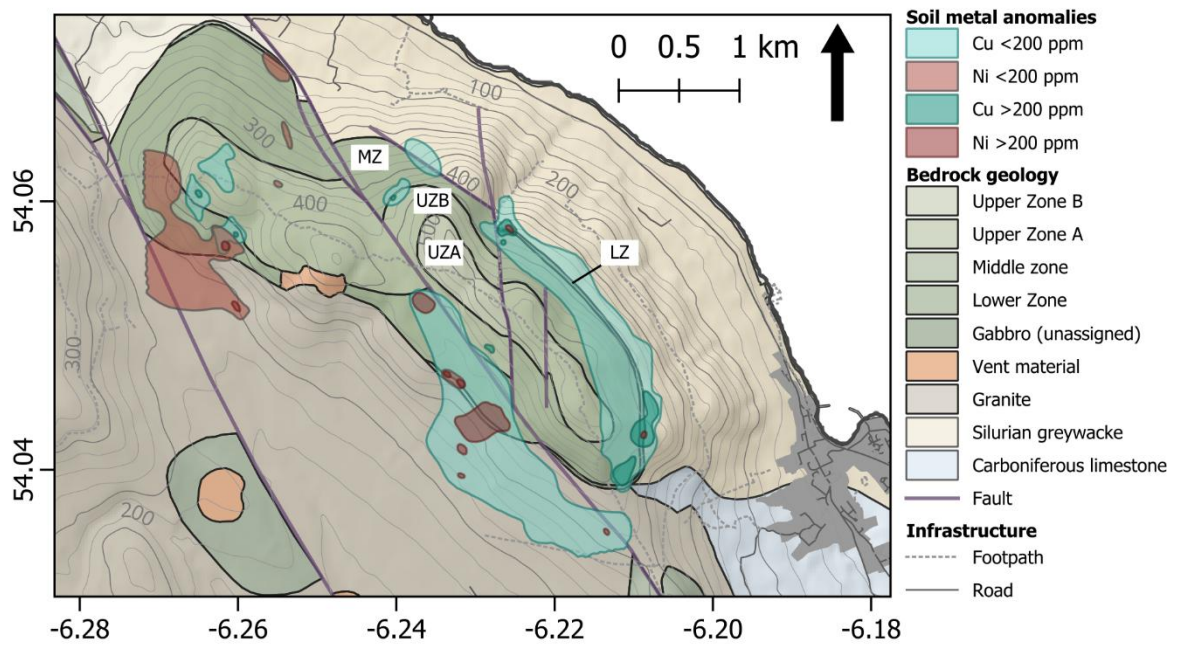 0 0.5 1 km
100
300
MZ
400
200
400
UZB
500
UZA
LZ
300
200
54.06
54.04
-6.28 -6.26 -6.24 -6.22 -6.20 -6.18
Soil metal anomalies
Cu <200 ppm
Ni <200 ppm
Cu >200 ppm
Ni >200 ppm
Bedrock geology
Upper Zone B
Upper Zone A
Middle zone
Lower Zone
Gabbro (unassigned)
Vent material
Granite
Silurian greywacke
Carboniferous limestone
Fault
Infrastructure
Footpath
Road